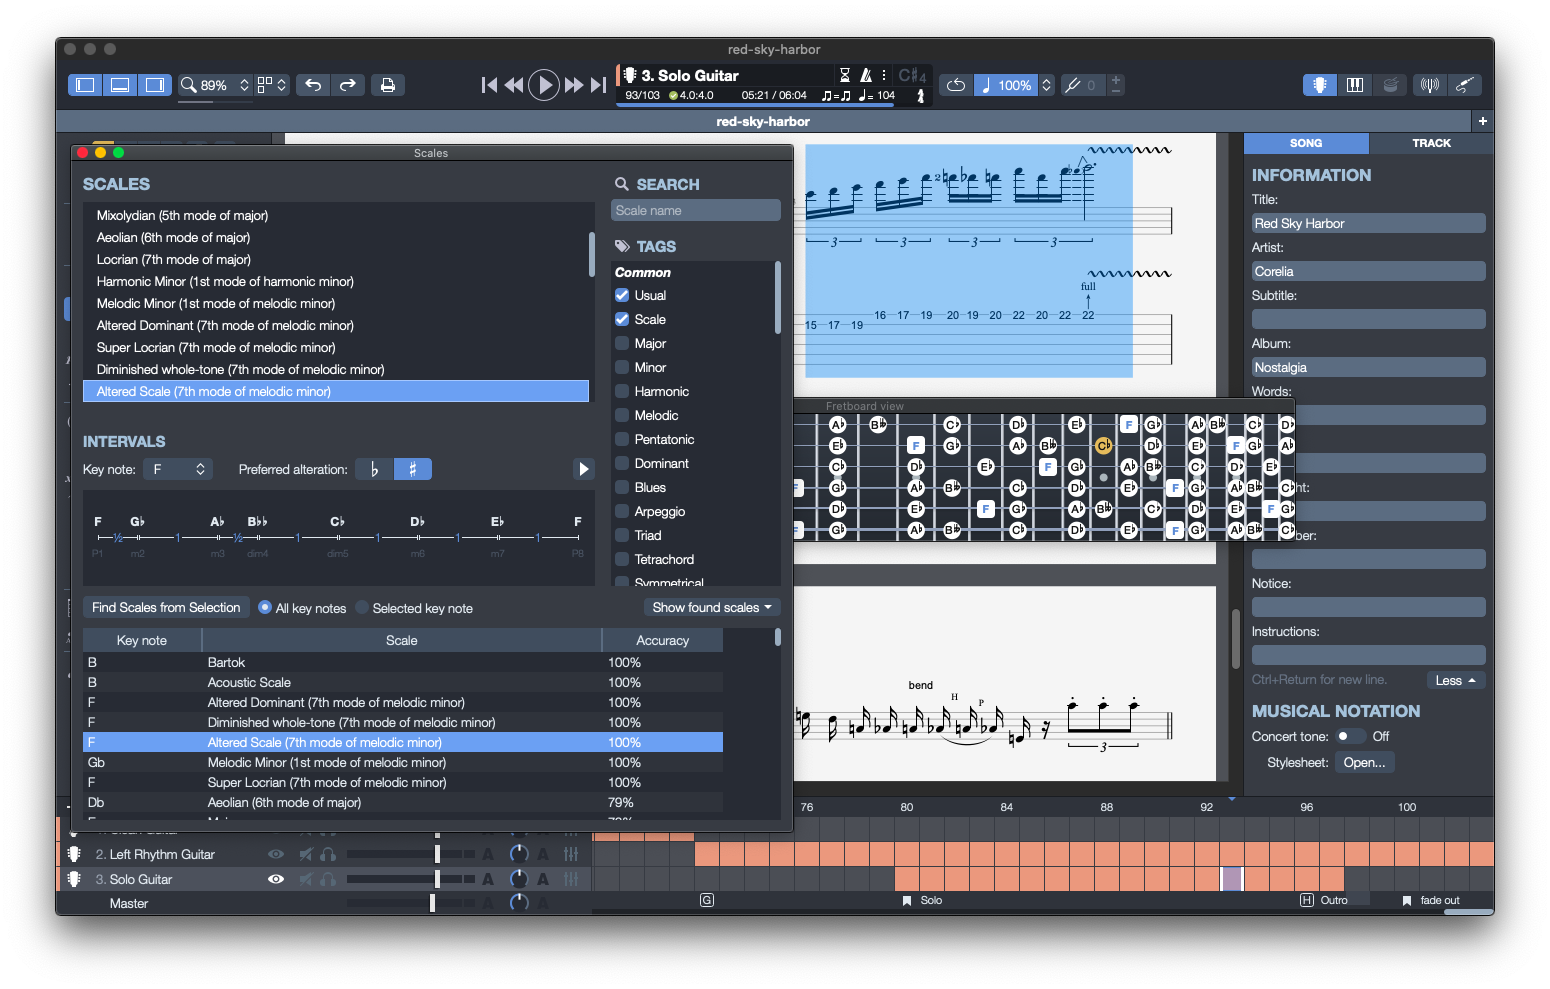 red-sky-harbor
89%
3. Solo Guitar
C♯4
93/103
4.0:4.0
05:21 / 06:04
♫=♫
♩= 104
100%
0
red-sky-harbor
+
Scales
SCALES
Mixolydian (5th mode of major)
Aeolian (6th mode of major)
Locrian (7th mode of major)
Harmonic Minor (1st mode of harmonic minor)
Melodic Minor (1st mode of melodic minor)
Altered Dominant (7th mode of melodic minor)
Super Locrian (7th mode of melodic minor)
Diminished whole-tone (7th mode of melodic minor)
Altered Scale (7th mode of melodic minor)
SEARCH
Scale name
TAGS
Common
Usual
Scale
Major
Minor
Harmonic
Melodic
Pentatonic
Dominant
Blues
Arpeggio
Triad
Tetrachord
Symmetrical
INTERVALS
Key note: F
Preferred alteration: ♭ ♯
F G♭ A♭ B♭♭ C♭ D♭ E♭ F
½ 1 ½ 1 1 1 1
P1 m2 m3 dim4 dim5 m6 m7 P8
Find Scales from Selection
All key notes
Selected key note
Show found scales
Key note Scale Accuracy
B Bartok 100%
B Acoustic Scale 100%
F Altered Dominant (7th mode of melodic minor) 100%
F Diminished whole-tone (7th mode of melodic minor) 100%
F Altered Scale (7th mode of melodic minor) 100%
Gb Melodic Minor (1st mode of melodic minor) 100%
F Super Locrian (7th mode of melodic minor) 100%
Db Aeolian (6th mode of major) 79%
2
3 3 3 3
full
15 17 19 16 17 19 20 19 20 22 20 22 22
Fretboard view
A♭ B♭♭ C♭ D♭ E♭ F G♭ A♭ B♭♭ C♭ D♭
E♭ F G♭ A♭ B♭♭ C♭ D♭ E♭ F G♭ A♭
C♭ D♭ E♭ F G♭ A♭ B♭♭ C♭ D♭ E♭
F G♭ A♭ B♭♭ C♭ D♭ E♭ F G♭ A♭ B♭♭ C♭
D♭ E♭ F G♭ A♭ B♭♭ C♭ D♭ E♭ F G♭
F G♭ A♭ B♭♭ C♭ D♭ E♭ F G♭ A♭ B♭♭ C♭
bend
H
P
3
SONG
TRACK
INFORMATION
Title:
Red Sky Harbor
Artist:
Corelia
Subtitle:
Album:
Nostalgia
Words:
Notice:
Instructions:
Ctrl+Return for new line.
Less
MUSICAL NOTATION
Concert tone: Off
Stylesheet: Open...
76 80 84 88 92 96 100
2. Left Rhythm Guitar
A A
3. Solo Guitar
A A
Master
A A
G
Solo
H Outro
fade out